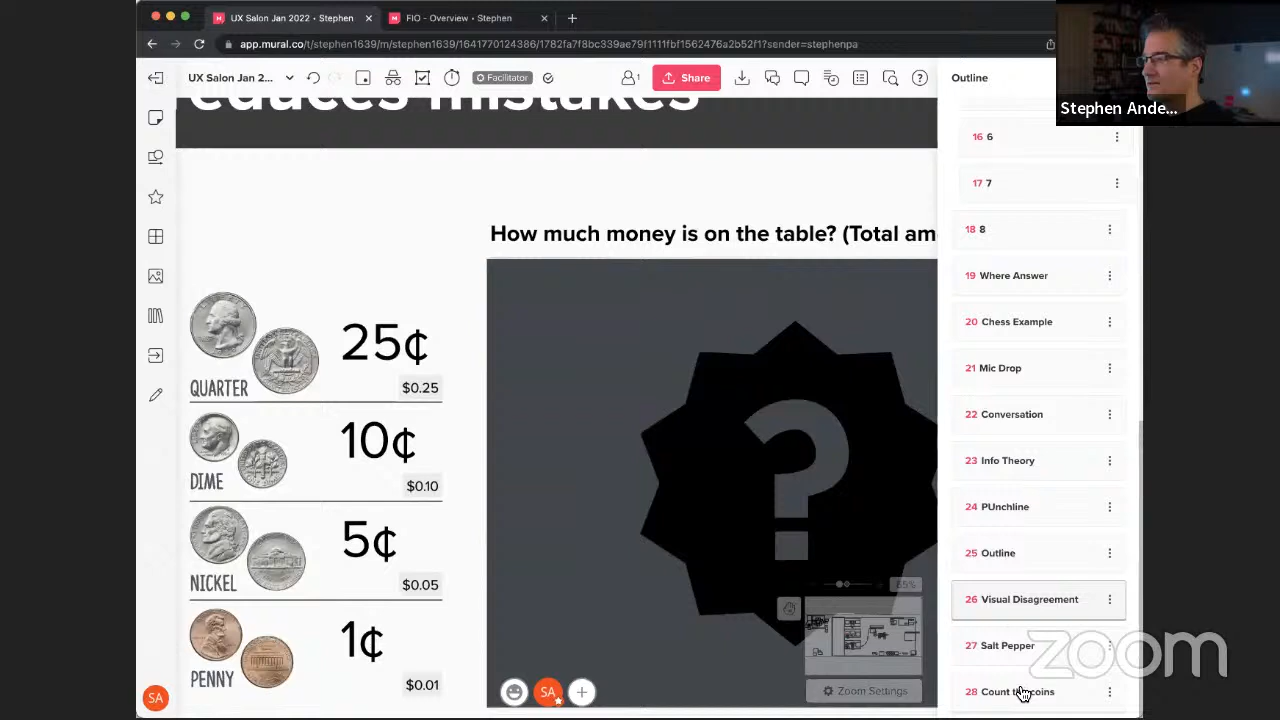 UX Salon Jan 2022 • Stephen
FIO - Overview • Stephen
app.mural.co/t/stephen1639/m/stephen1639/1641770124386/1782fa7f8bc339ae79f1111fbf1562476a2b52f1?sender=stephenpa
UX Salon Jan 2...
Facilitator
1
Share
Outline
Stephen Ande...
educes mistakes
How much money is on the table? (Total am
25¢
QUARTER
$0.25
10¢
DIME
$0.10
5¢
NICKEL
$0.05
1¢
PENNY
$0.01
?
16 6
17 7
18 8
19 Where Answer
20 Chess Example
21 Mic Drop
22 Conversation
23 Info Theory
24 PUnchline
25 Outline
26 Visual Disagreement
27 Salt Pepper
28 Count coins
Zoom Settings
SA
SA
zoom